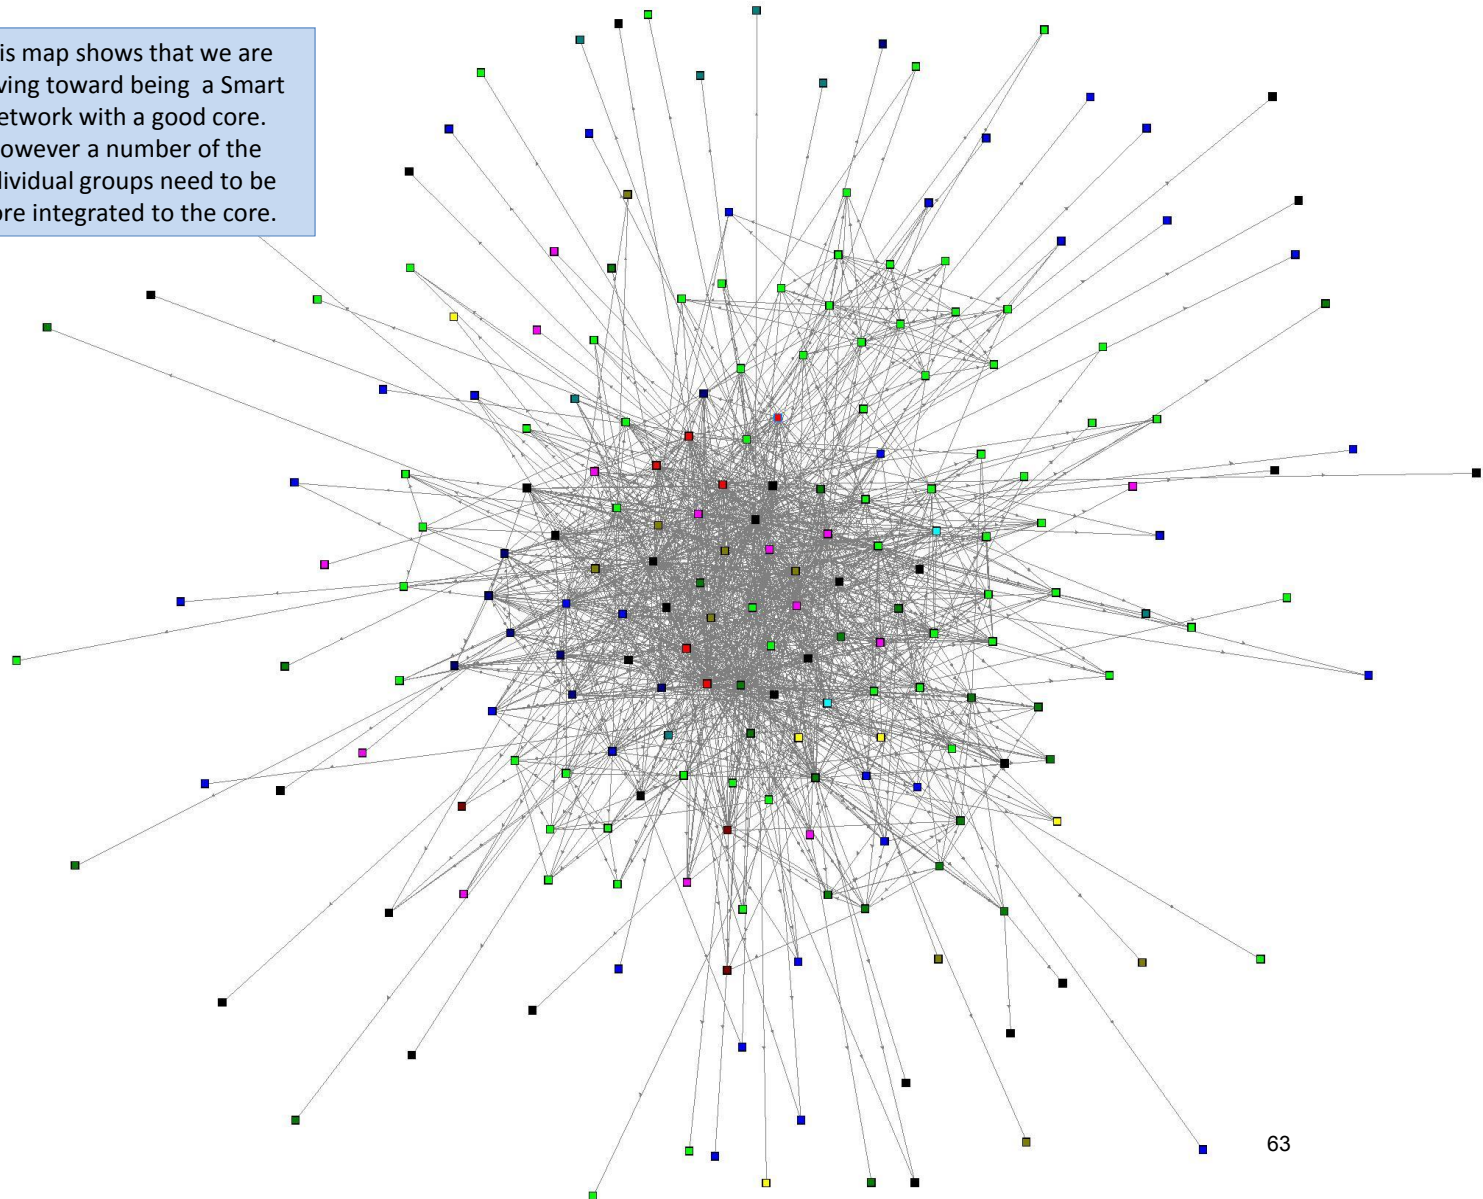 is map shows that we are
ving toward being a Smart
etwork with a good core.
owever a number of the
dividual groups need to be
ore integrated to the core.
63